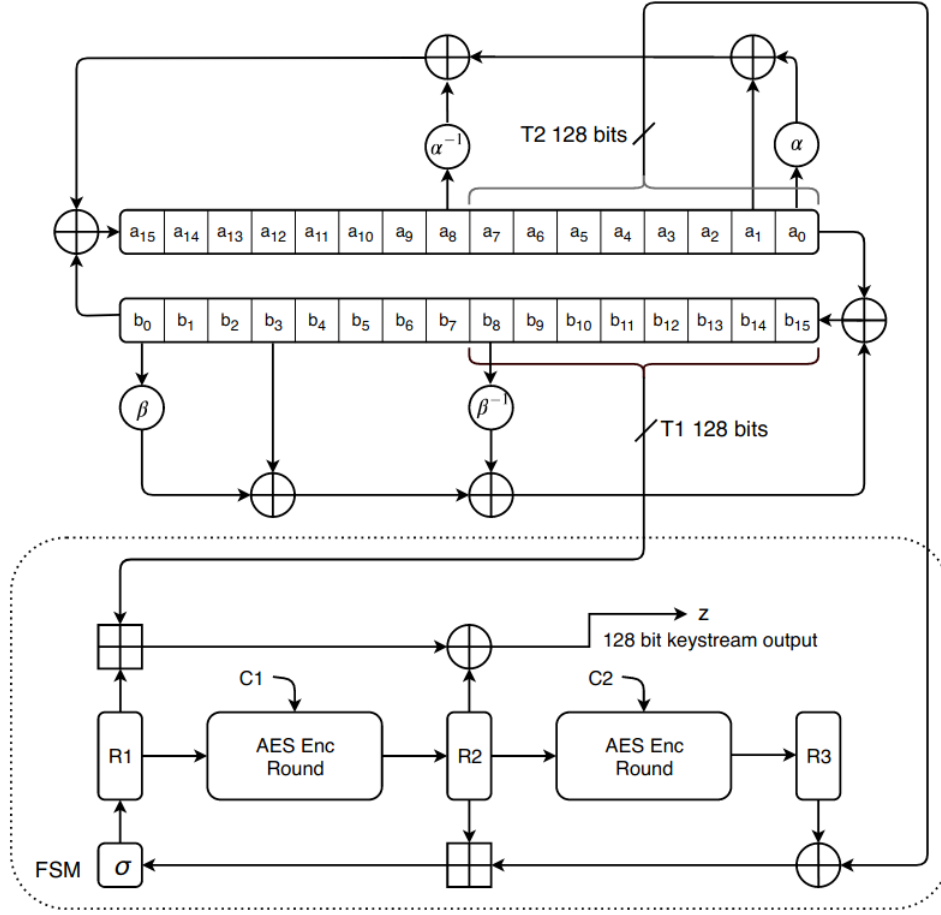 T2 128 bits
α⁻¹
α
a₁₅ a₁₄ a₁₃ a₁₂ a₁₁ a₁₀ a₉ a₈ a₇ a₆ a₅ a₄ a₃ a₂ a₁ a₀
b₀ b₁ b₂ b₃ b₄ b₅ b₆ b₇ b₈ b₉ b₁₀ b₁₁ b₁₂ b₁₃ b₁₄ b₁₅
β
β⁻¹
T1 128 bits
z
128 bit keystream output
C1
C2
R1
AES Enc
Round
R2
AES Enc
Round
R3
FSM
σ